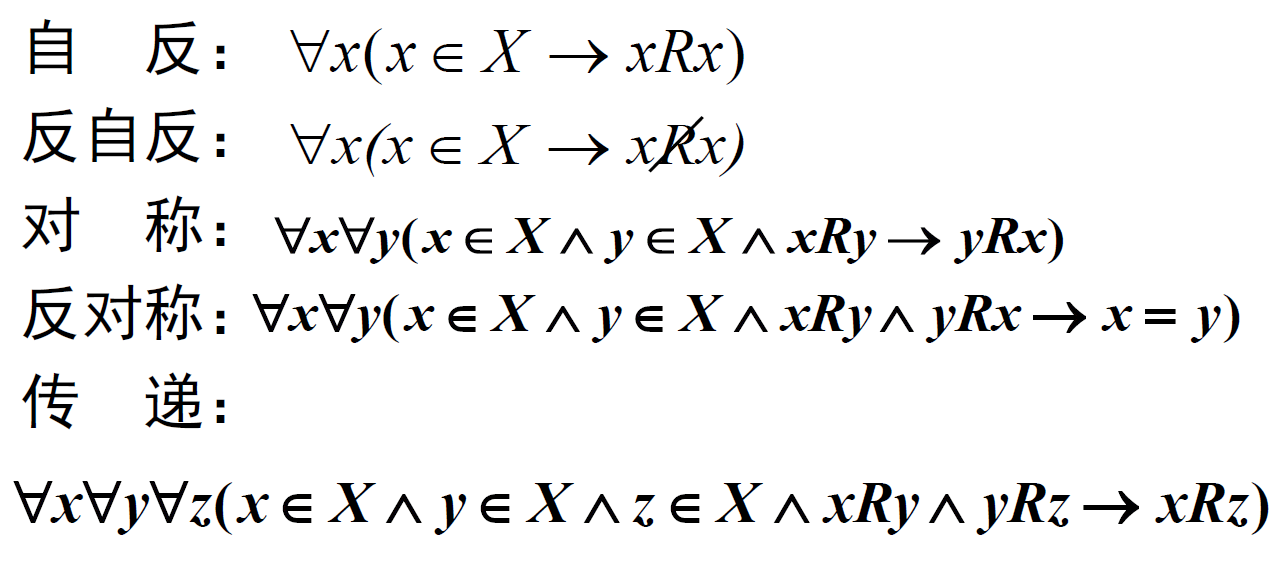 自 反：∀x(x ∈ X → xRx)
反自反：∀x(x ∈ X → xR̸x)
对 称：∀x∀y(x ∈ X ∧ y ∈ X ∧ xRy → yRx)
反对称：∀x∀y(x ∈ X ∧ y ∈ X ∧ xRy ∧ yRx → x = y)
传 递：
∀x∀y∀z(x ∈ X ∧ y ∈ X ∧ z ∈ X ∧ xRy ∧ yRz → xRz)